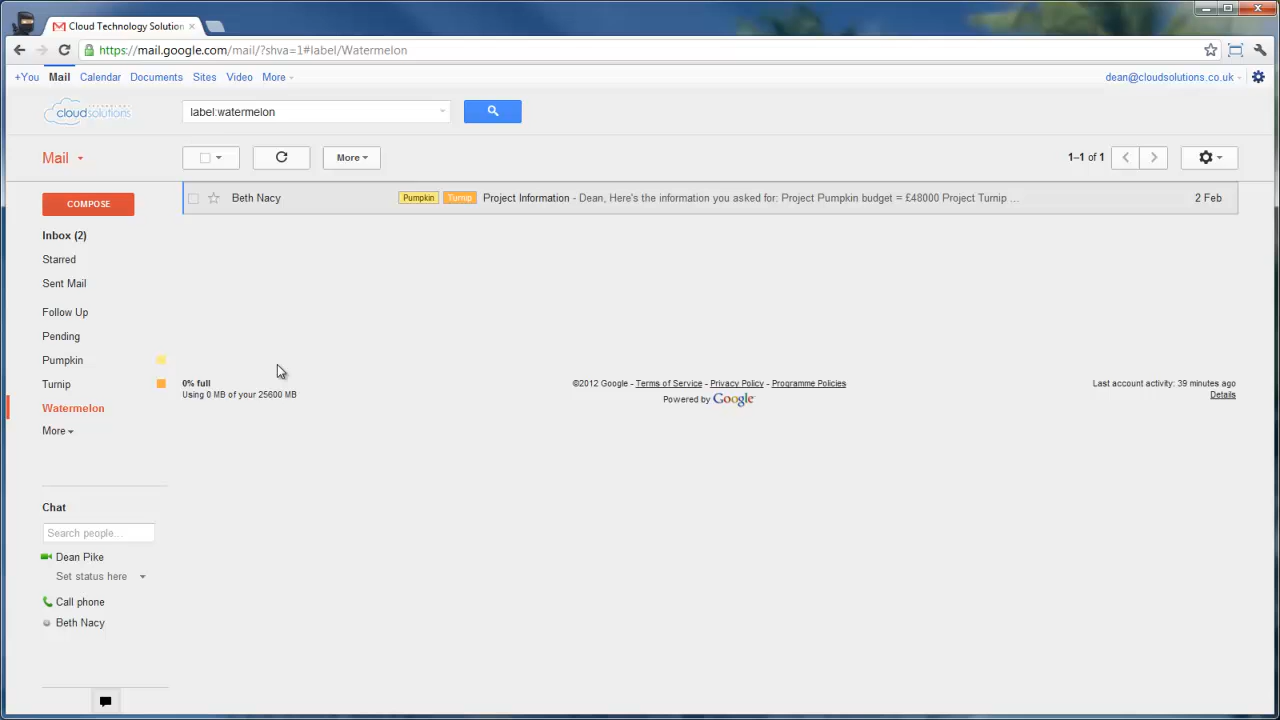 Cloud Technology Solution
https://mail.google.com/mail/?shva=1#label/Watermelon
+You Mail Calendar Documents Sites Video More
dean@cloudsolutions.co.uk
TECHNOLOGY
cloudsolutions
label:watermelon
Mail
More
1–1 of 1
COMPOSE
Beth Nacy Pumpkin Turnip Project Information - Dean, Here's the information you asked for: Project Pumpkin budget = £48000 Project Turnip ... 2 Feb
Inbox (2)
Starred
Sent Mail
Follow Up
Pending
Pumpkin
Turnip
Watermelon
More
0% full
Using 0 MB of your 25600 MB
©2012 Google - Terms of Service - Privacy Policy - Programme Policies
Powered by Google
Last account activity: 39 minutes ago
Details
Chat
Search people...
Dean Pike
Set status here
Call phone
Beth Nacy